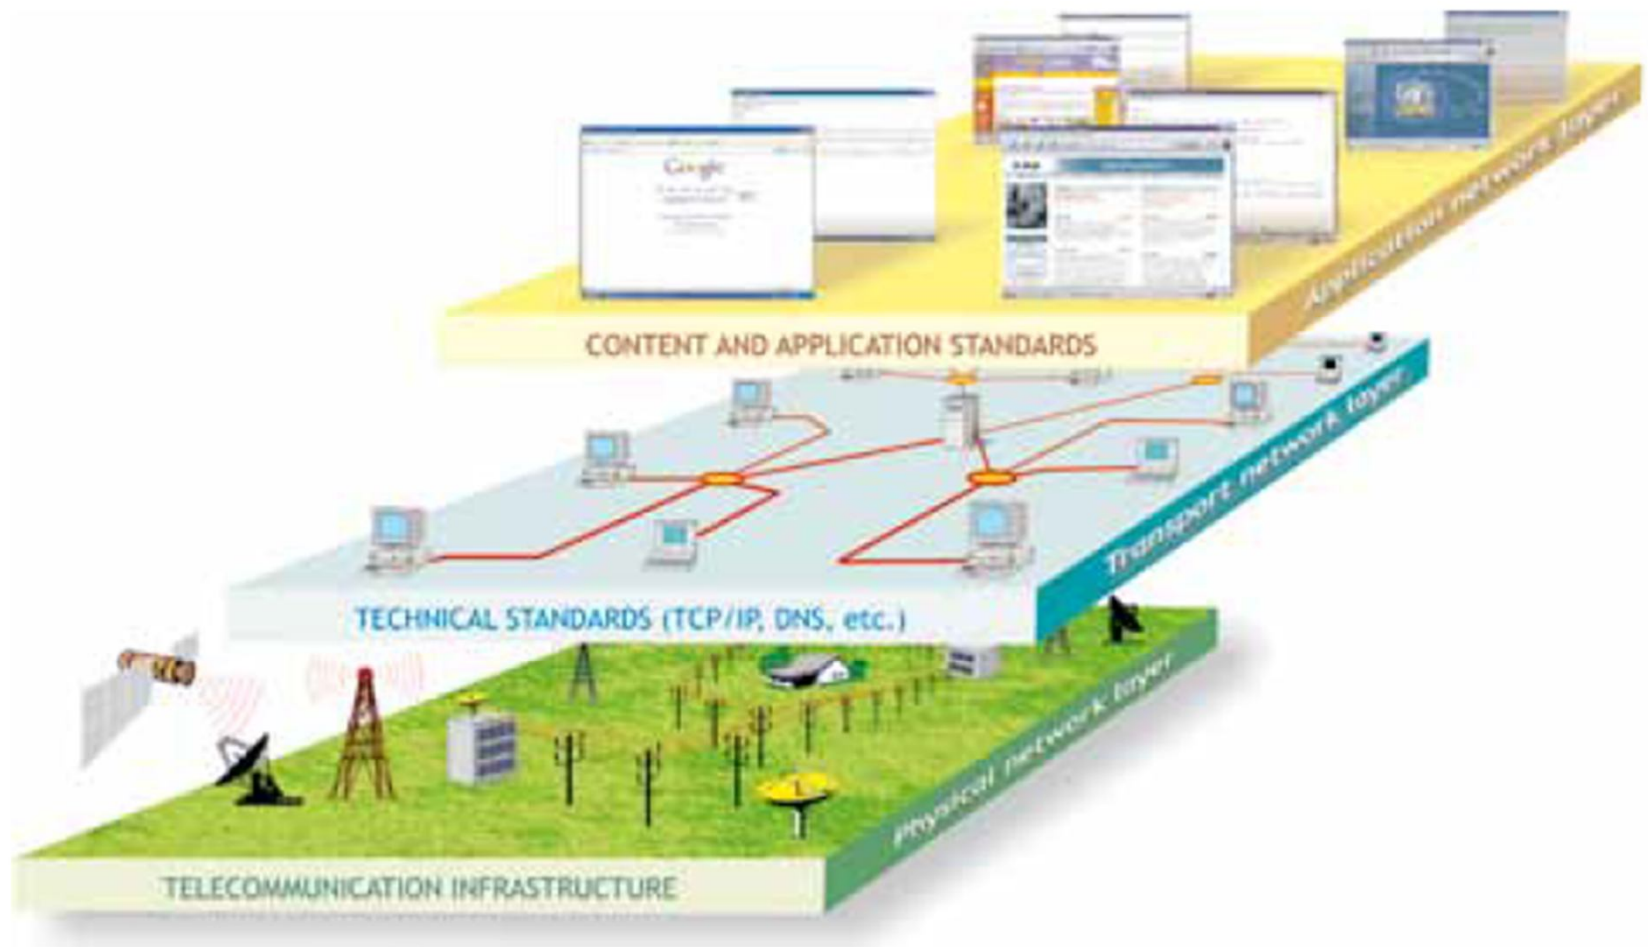 Google
Application network layer
CONTENT AND APPLICATION STANDARDS
Transport network layer
TECHNICAL STANDARDS (TCP/IP, DNS, etc.)
Physical network layer
TELECOMMUNICATION INFRASTRUCTURE